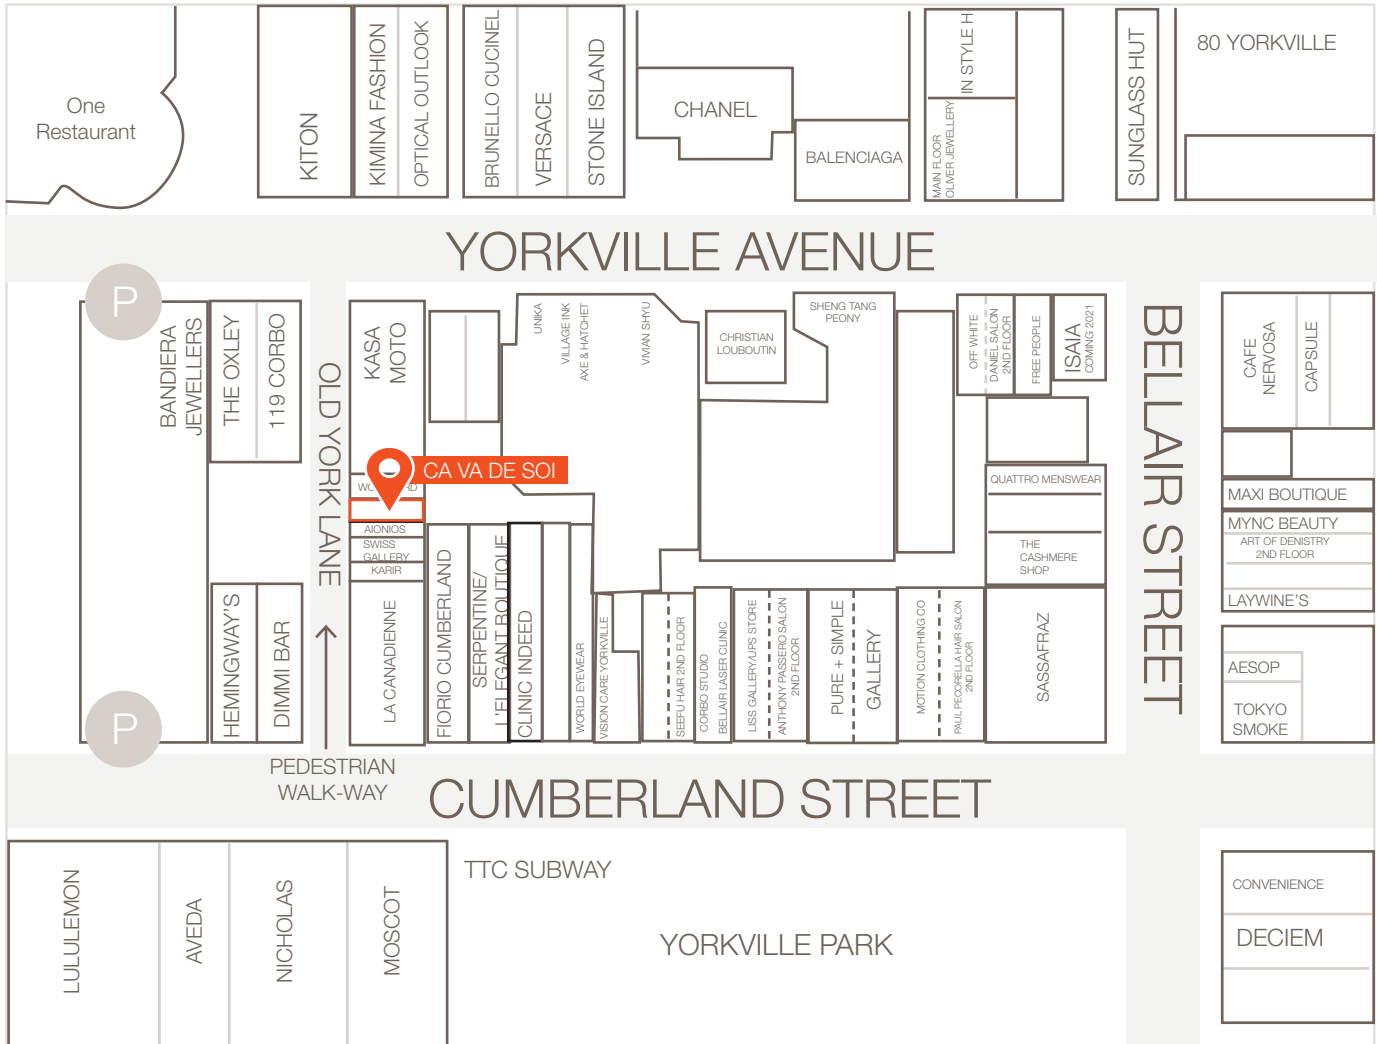 One
Restaurant
KITON
KIMINA FASHION
OPTICAL OUTLOOK
BRUNELLO CUCINEL
VERSACE
STONE ISLAND
CHANEL
BALENCIAGA
IN STYLE H
MAIN FLOOR
OLIVER JEWELLERY
SUNGLASS HUT
80 YORKVILLE
YORKVILLE AVENUE
P
BANDIERA
JEWELLERS
THE OXLEY
119 CORBO
OLD YORK LANE
KASA
MOTO
CA VA DE SOI
AIONIOS
SWISS
GALLERY
KARIR
LA CANADIENNE
UNIKA
VILLAGE INK
AXE & HATCHET
VIVIAN SHYU
CHRISTIAN
LOUBOUTIN
SHENG TANG
PEONY
OFF WHITE
DANIEL SALON
2ND FLOOR
FREE PEOPLE
ISAIA
COMING 2021
QUATTRO MENSWEAR
THE
CASHMERE
SHOP
BELLAIR STREET
CAFE
NERVOSA
CAPSULE
MAXI BOUTIQUE
MYNC BEAUTY
ART OF DENISTRY
2ND FLOOR
LAYWINE'S
AESOP
TOKYO
SMOKE
P
HEMINGWAY'S
DIMMI BAR
FIORIO CUMBERLAND
SERPENTINE/
L'ELEGANT BOUTIQUE
CLINIC INDEED
WORLD EYEWEAR
VISION CARE YORKVILLE
SEEFU HAIR 2ND FLOOR
CORBO STUDIO
BELLAIR LASER CLINIC
LISS GALLERY/UPS STORE
ANTHONY PASSERO SALON
2ND FLOOR
PURE + SIMPLE
GALLERY
MOTION CLOTHING CO
PAUL PECORELLA HAIR SALON
2ND FLOOR
SASSAFRAZ
PEDESTRIAN
WALK-WAY
CUMBERLAND STREET
LULULEMON
AVEDA
NICHOLAS
MOSCOT
TTC SUBWAY
YORKVILLE PARK
CONVENIENCE
DECIEM